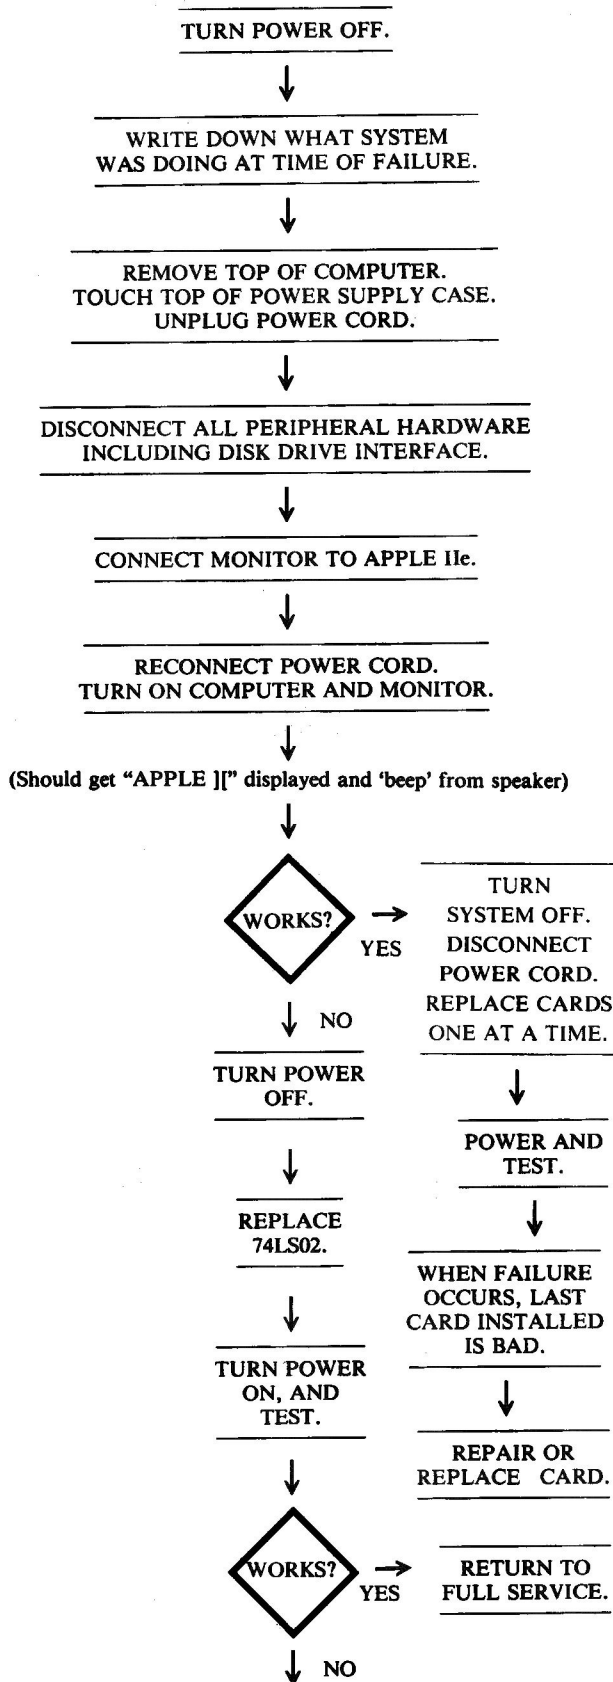 TURN POWER OFF.
WRITE DOWN WHAT SYSTEM
WAS DOING AT TIME OF FAILURE.
REMOVE TOP OF COMPUTER.
TOUCH TOP OF POWER SUPPLY CASE.
UNPLUG POWER CORD.
DISCONNECT ALL PERIPHERAL HARDWARE
INCLUDING DISK DRIVE INTERFACE.
CONNECT MONITOR TO APPLE IIe.
RECONNECT POWER CORD.
TURN ON COMPUTER AND MONITOR.
(Should get “APPLE ][” displayed and ‘beep’ from speaker)
WORKS?
YES
TURN
SYSTEM OFF.
DISCONNECT
POWER CORD.
REPLACE CARDS
ONE AT A TIME.
NO
TURN POWER
OFF.
POWER AND
TEST.
REPLACE
74LS02.
WHEN FAILURE
OCCURS, LAST
CARD INSTALLED
IS BAD.
TURN POWER
ON, AND
TEST.
REPAIR OR
REPLACE CARD.
WORKS?
YES
RETURN TO
FULL SERVICE.
NO